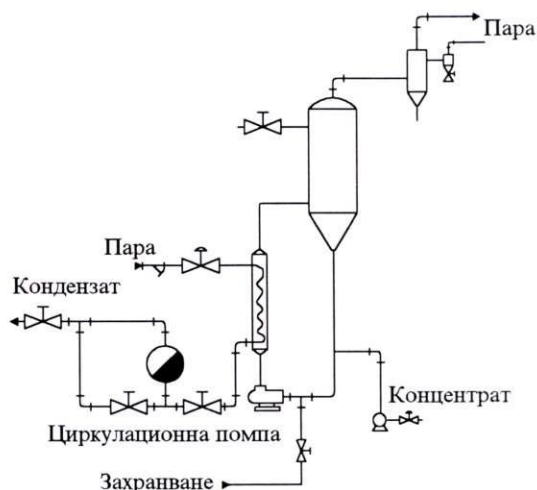 Пара
Пара
Кондензат
Концентрат
Циркулационна помпа
Захранване